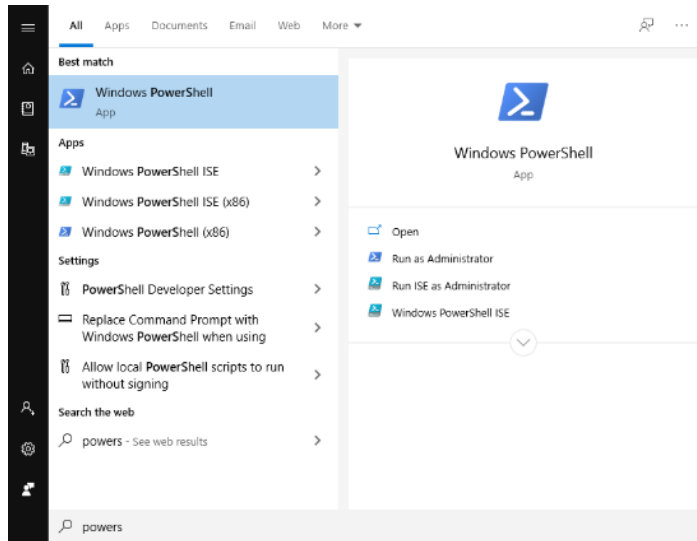 All Apps Documents Email Web More
Best match
Windows PowerShell
App
Apps
Windows PowerShell ISE
Windows PowerShell ISE (x86)
Windows PowerShell (x86)
Settings
PowerShell Developer Settings
Replace Command Prompt with
Windows PowerShell when using
Allow local PowerShell scripts to run
without signing
Search the web
powers - See web results
powers
Windows PowerShell
App
Open
Run as Administrator
Run ISE as Administrator
Windows PowerShell ISE